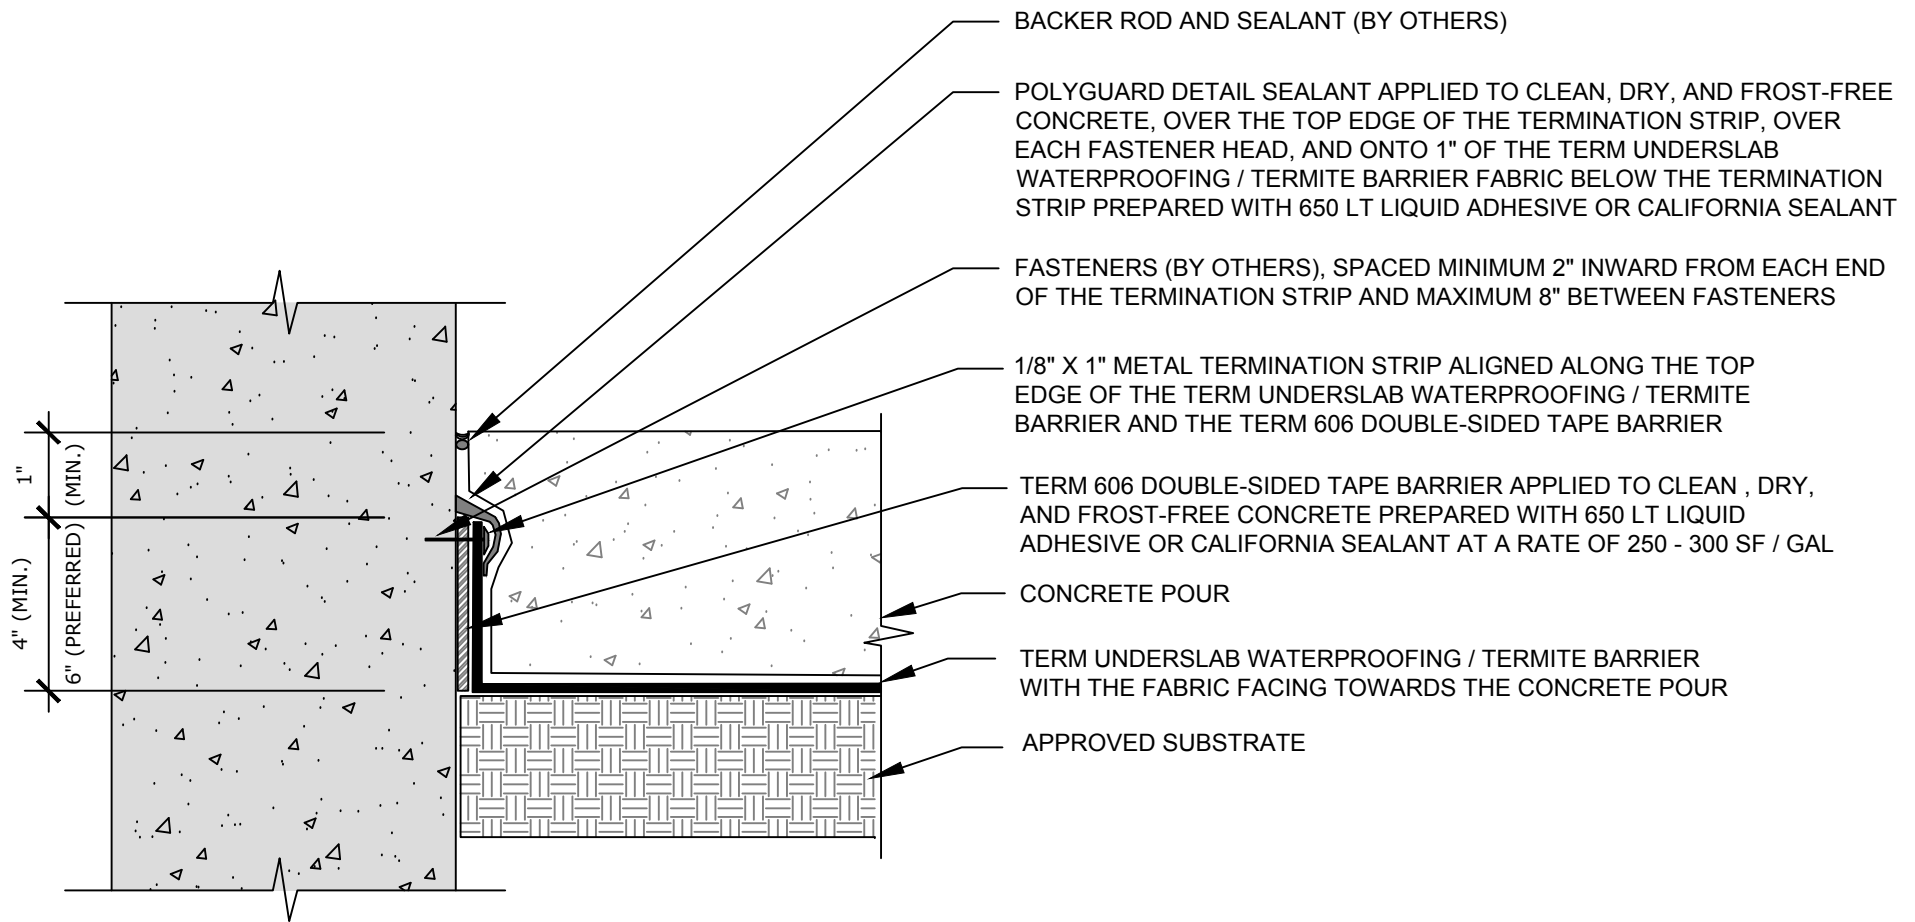 BACKER ROD AND SEALANT (BY OTHERS)
POLYGUARD DETAIL SEALANT APPLIED TO CLEAN, DRY, AND FROST-FREE
CONCRETE, OVER THE TOP EDGE OF THE TERMINATION STRIP, OVER
EACH FASTENER HEAD, AND ONTO 1" OF THE TERM UNDERSLAB
WATERPROOFING / TERMITE BARRIER FABRIC BELOW THE TERMINATION
STRIP PREPARED WITH 650 LT LIQUID ADHESIVE OR CALIFORNIA SEALANT
FASTENERS (BY OTHERS), SPACED MINIMUM 2" INWARD FROM EACH END
OF THE TERMINATION STRIP AND MAXIMUM 8" BETWEEN FASTENERS
1/8" X 1" METAL TERMINATION STRIP ALIGNED ALONG THE TOP
EDGE OF THE TERM UNDERSLAB WATERPROOFING / TERMITE
BARRIER AND THE TERM 606 DOUBLE-SIDED TAPE BARRIER
TERM 606 DOUBLE-SIDED TAPE BARRIER APPLIED TO CLEAN , DRY,
AND FROST-FREE CONCRETE PREPARED WITH 650 LT LIQUID
ADHESIVE OR CALIFORNIA SEALANT AT A RATE OF 250 - 300 SF / GAL
CONCRETE POUR
TERM UNDERSLAB WATERPROOFING / TERMITE BARRIER
WITH THE FABRIC FACING TOWARDS THE CONCRETE POUR
APPROVED SUBSTRATE
1"
(MIN.)
4" (MIN.)
6" (PREFERRED)